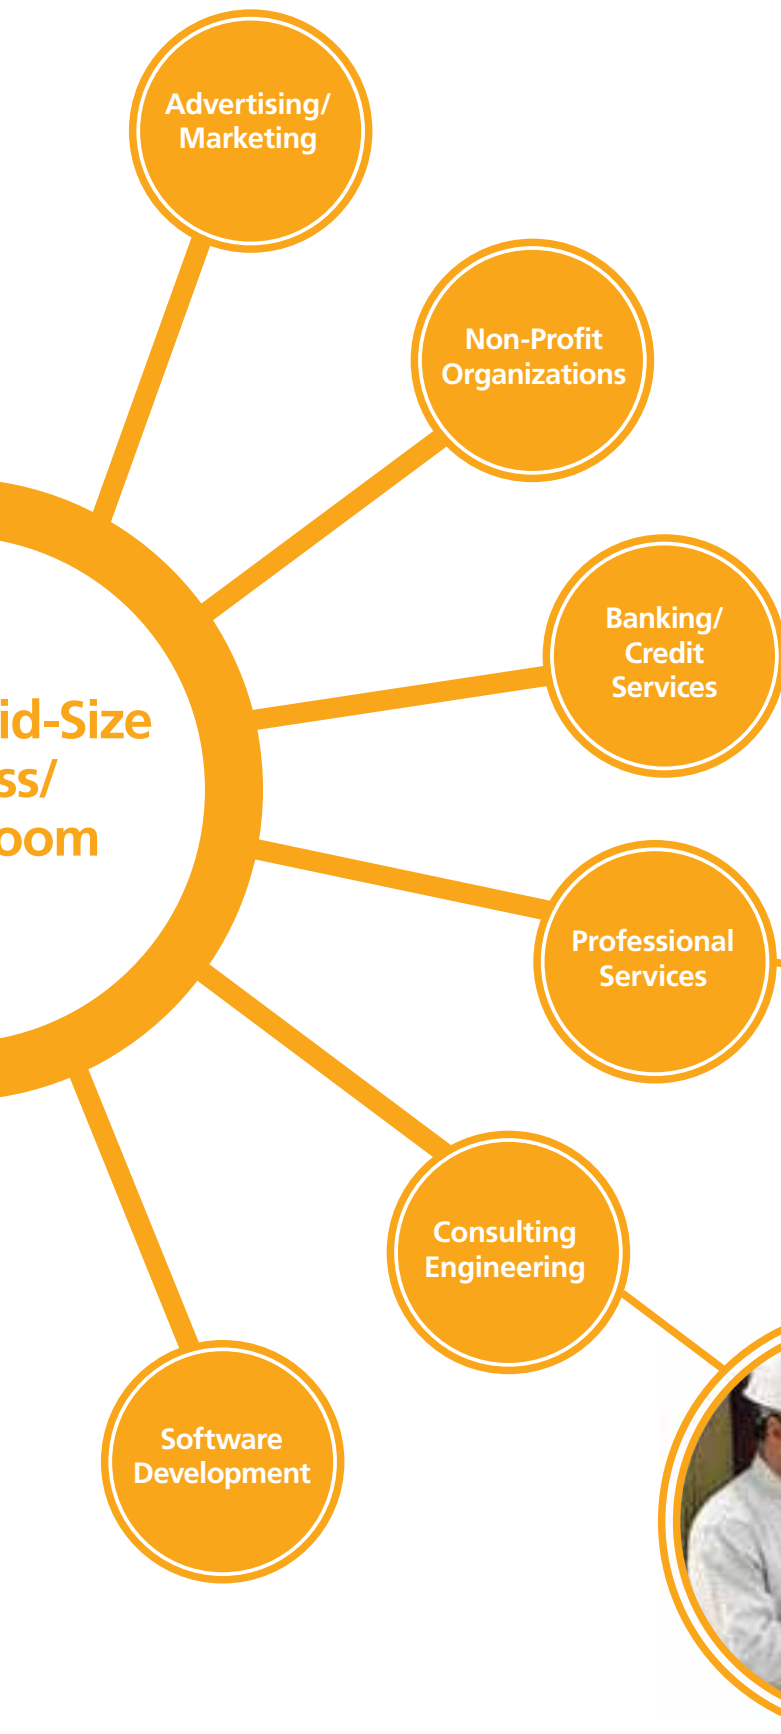 Advertising/
Marketing
Non-Profit
Organizations
Banking/
Credit
Services
id-Size
ss/
oom
Professional
Services
Consulting
Engineering
Software
Development